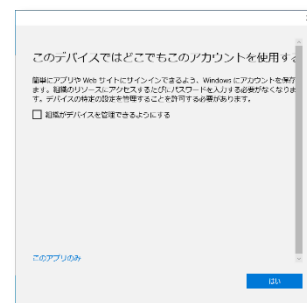 このデバイスではどこでもこのアカウントを使用す
簡単にアプリや Web サイトにサインインできるよう、Windows にアカウントを保存
ます。組織のリソースにアクセスするたびにパスワードを入力する必要がなくなりま
す。デバイスの特定の設定を管理することを許可する必要があります。
組織がデバイスを管理できるようにする
このアプリのみ
はい